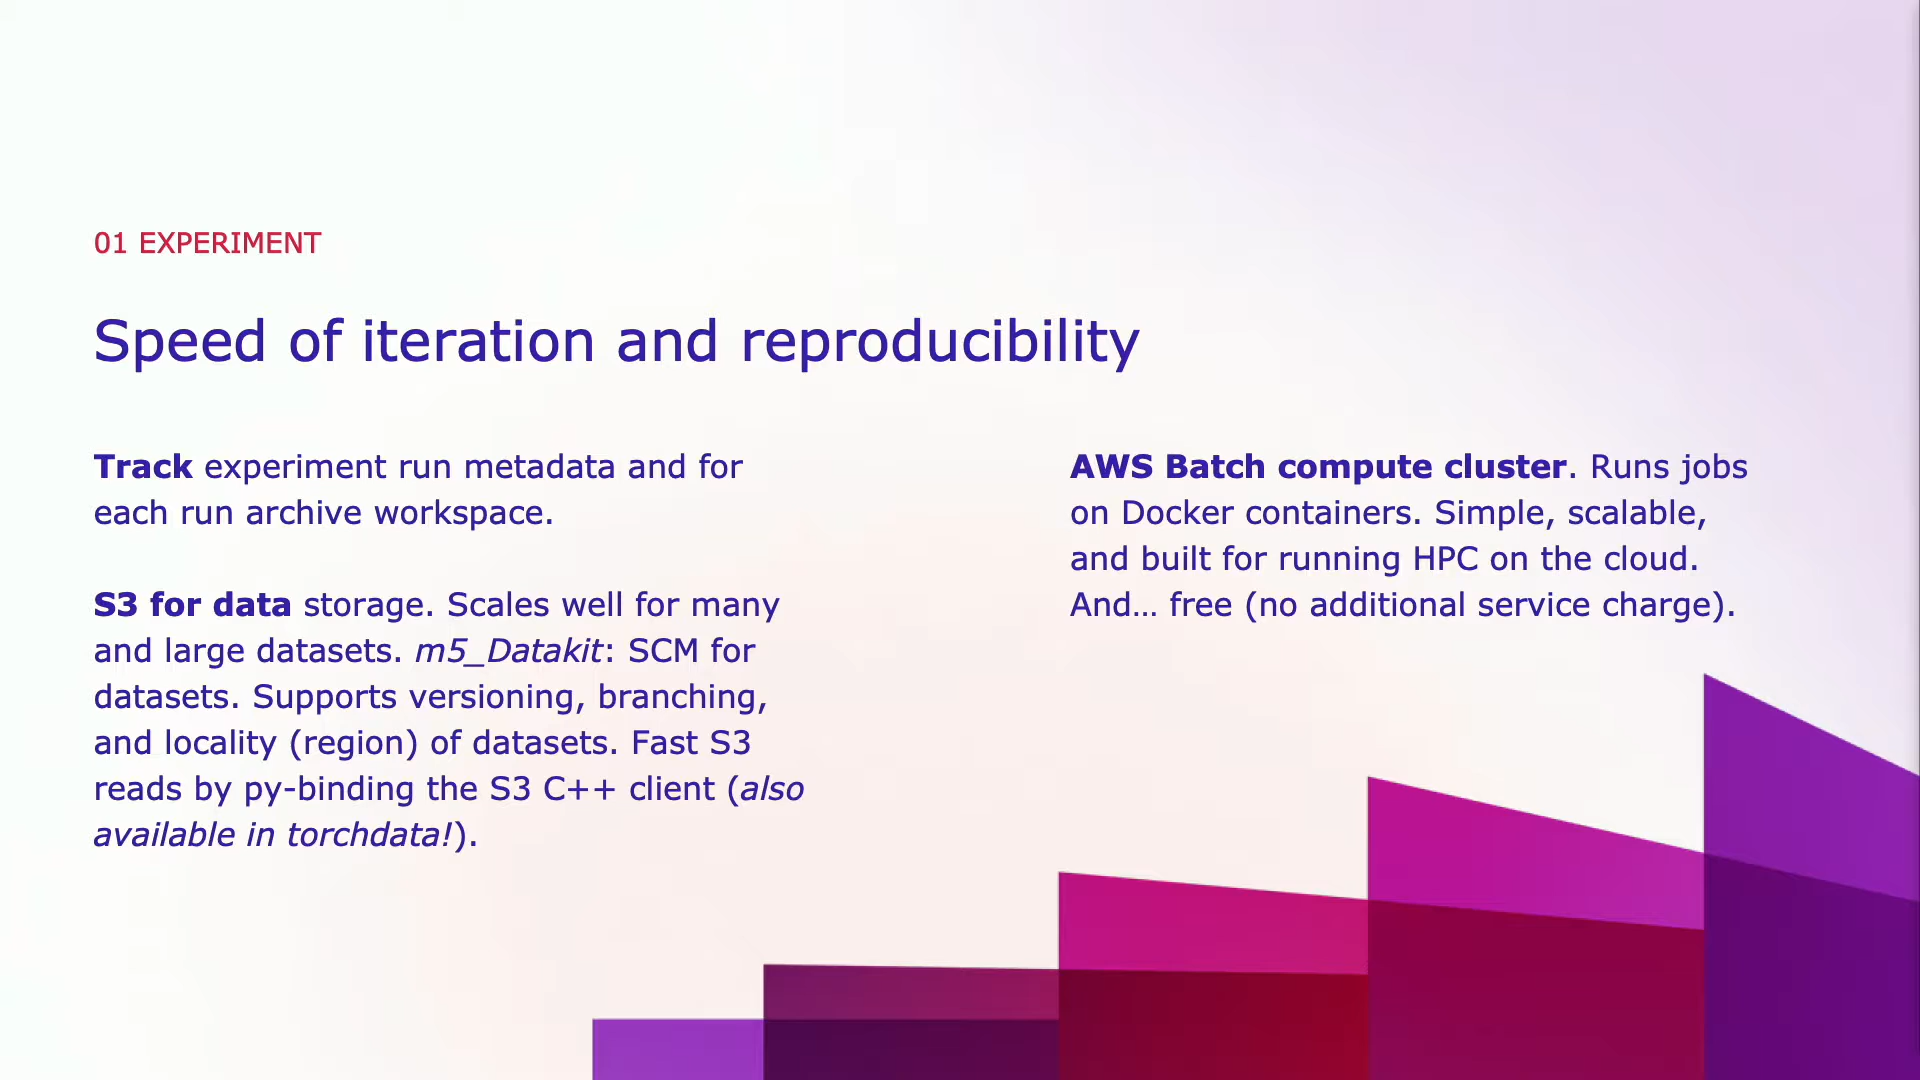 01 EXPERIMENT
Speed of iteration and reproducibility
Track experiment run metadata and for
each run archive workspace.
S3 for data storage. Scales well for many
and large datasets. m5_Datakit: SCM for
datasets. Supports versioning, branching,
and locality (region) of datasets. Fast S3
reads by py-binding the S3 C++ client (also
available in torchdata!).
AWS Batch compute cluster. Runs jobs
on Docker containers. Simple, scalable,
and built for running HPC on the cloud.
And… free (no additional service charge).